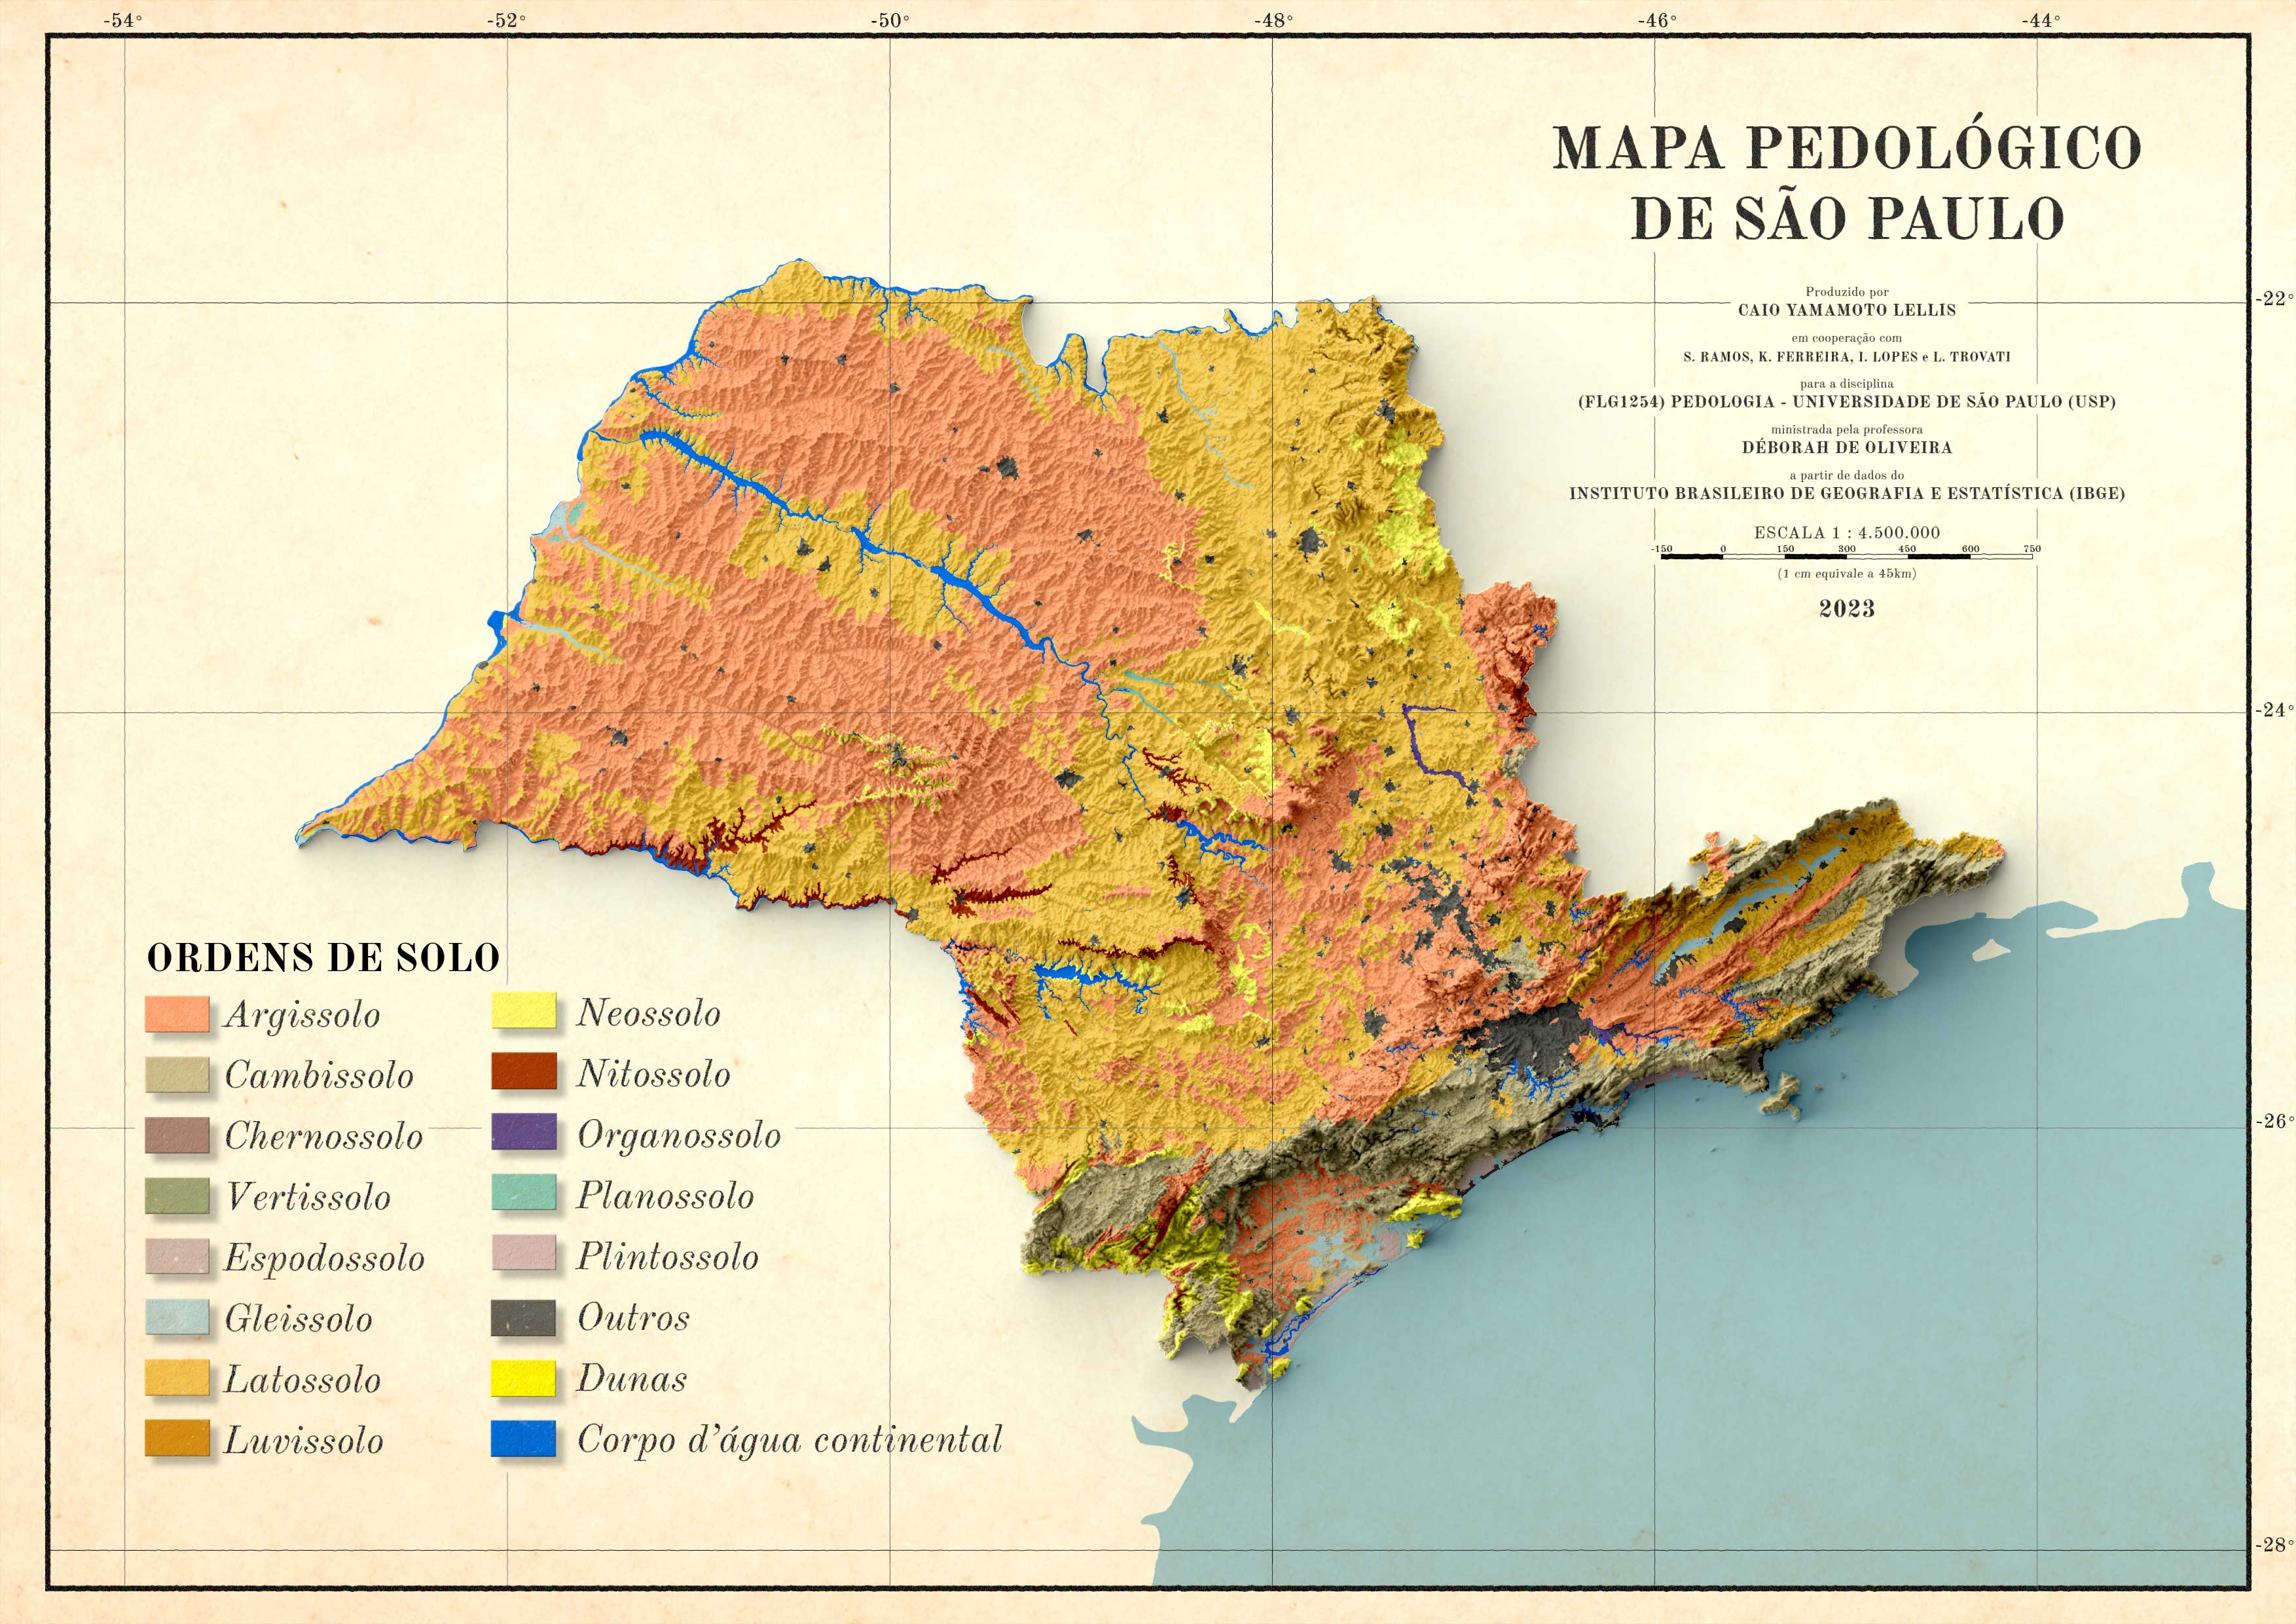 -54° -52° -50° -48° -46° -44°
MAPA PEDOLÓGICO
DE SÃO PAULO
Produzido por
CAIO YAMAMOTO LELLIS
em cooperação com
S. RAMOS, K. FERREIRA, I. LOPES e L. TROVATI
para a disciplina
(FLG1254) PEDOLOGIA - UNIVERSIDADE DE SÃO PAULO (USP)
ministrada pela professora
DÉBORAH DE OLIVEIRA
a partir de dados do
INSTITUTO BRASILEIRO DE GEOGRAFIA E ESTATÍSTICA (IBGE)
ESCALA 1 : 4.500.000
-150 0 150 300 450 600 750
(1 cm equivale a 45km)
2023
-22°
-24°
-26°
-28°
ORDENS DE SOLO
Argissolo
Cambissolo
Chernossolo
Vertissolo
Espodossolo
Gleissolo
Latossolo
Luvissolo
Neossolo
Nitossolo
Organossolo
Planossolo
Plintossolo
Outros
Dunas
Corpo d'água continental